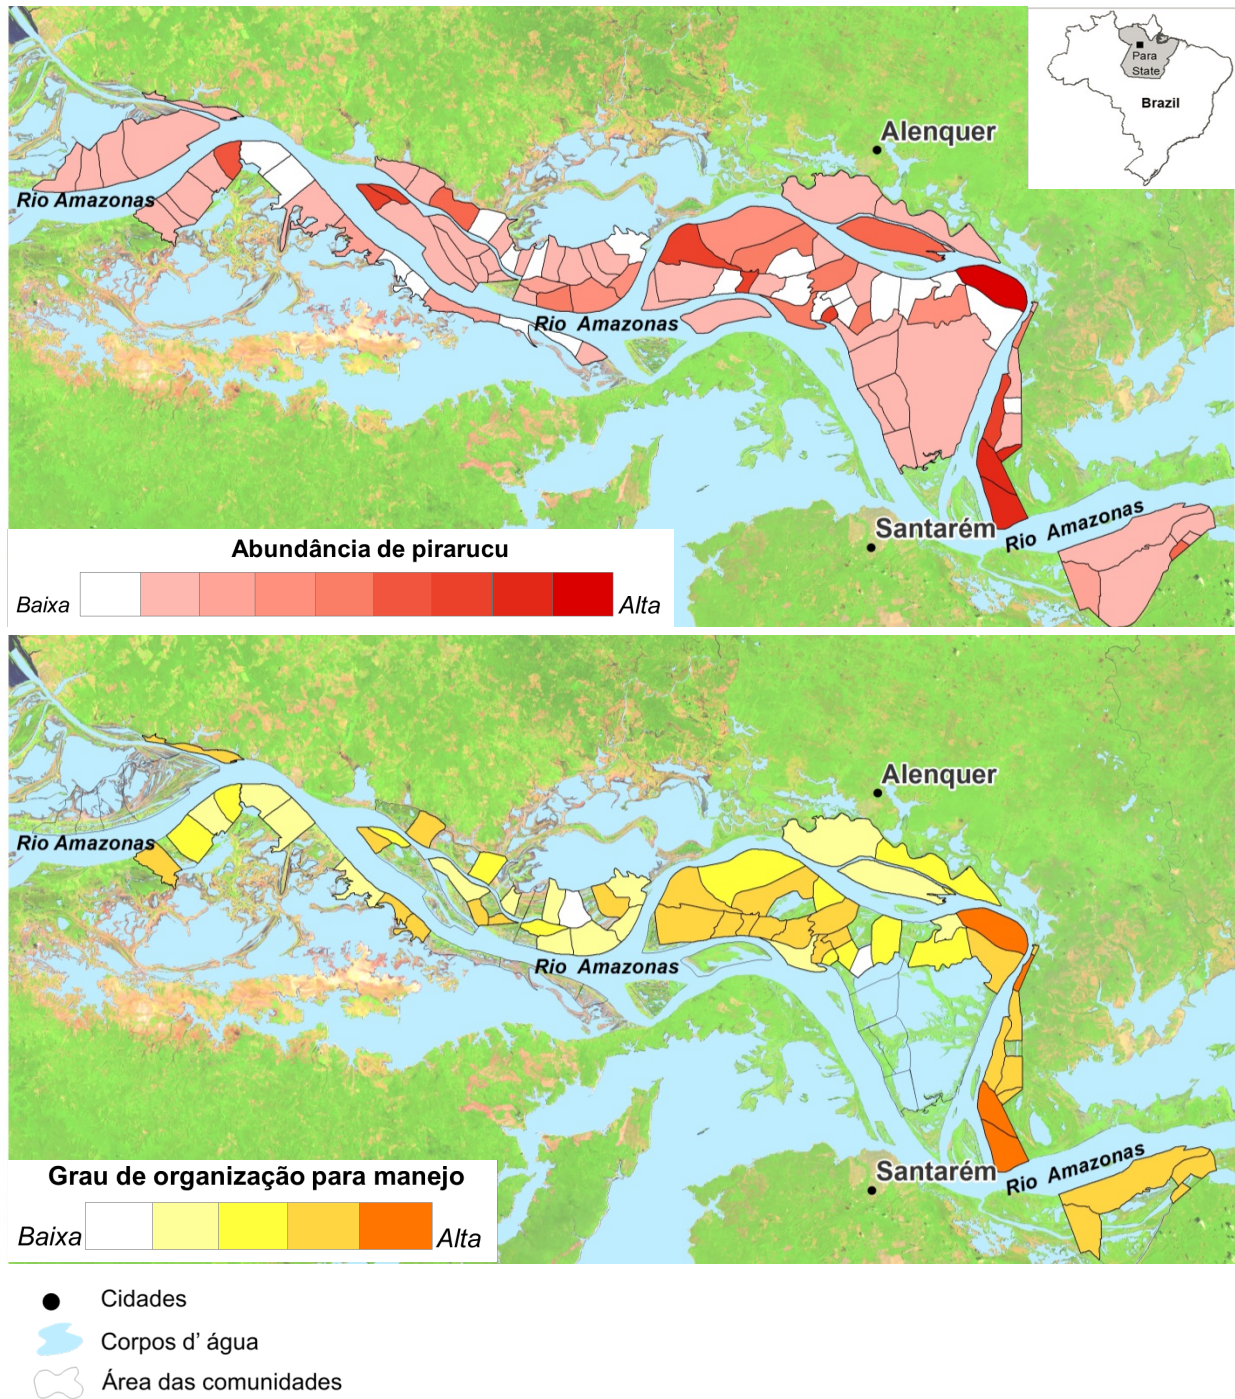 Para
State
Brazil
Alenquer
Rio Amazonas
Rio Amazonas
Santarém
Rio Amazonas
Abundância de pirarucu
Baixa
Alta
Alenquer
Rio Amazonas
Rio Amazonas
Santarém
Rio Amazonas
Grau de organização para manejo
Baixa
Alta
Cidades
Corpos d' água
Área das comunidades